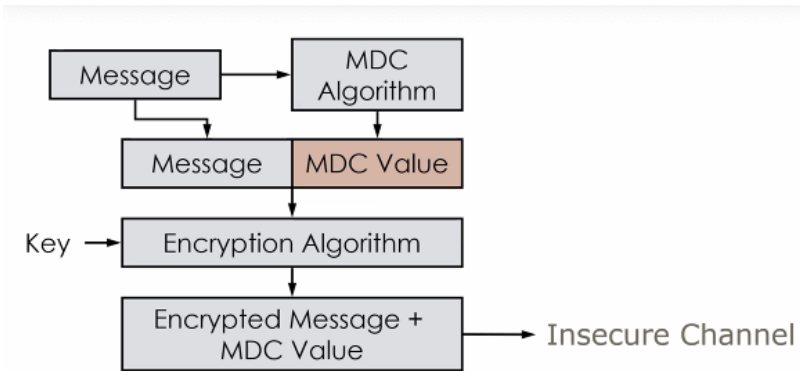 Message
MDC
Algorithm
Message
MDC Value
Key
Encryption Algorithm
Encrypted Message +
MDC Value
Insecure Channel